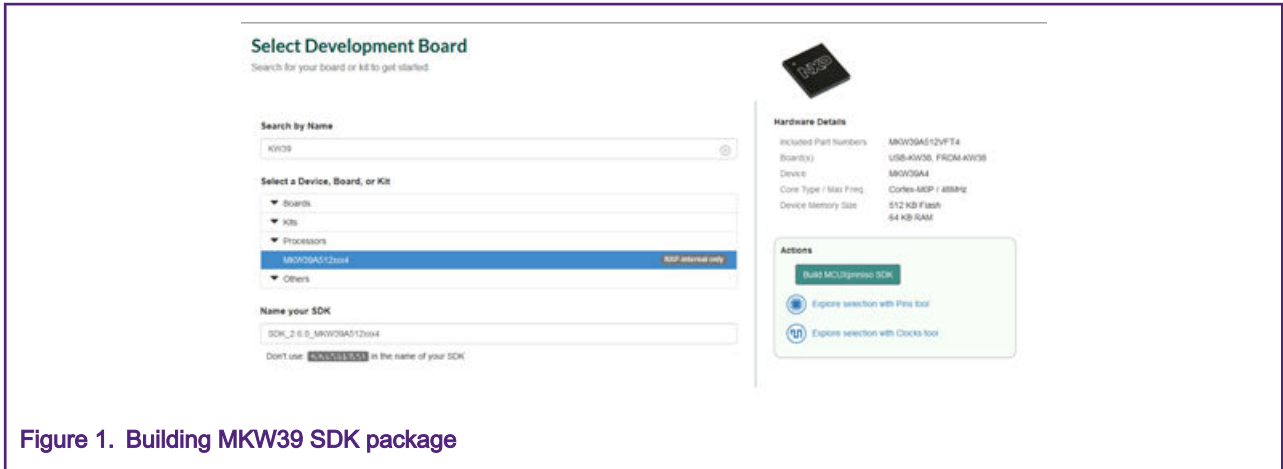 Select Development Board
Search for your board or kit to get started.
Search by Name
KW39
Select a Device, Board, or Kit
Boards
Kits
Processors
MKW39A512xxx4 NXP-internal only
Others
Name your SDK
SDK_2.6.0_MKW39A512xxx4
Don't use: in the name of your SDK
NXP
Hardware Details
Included Part Numbers MKW39A512VFT4
Board(s) USB-KW38, FRDM-KW38
Device MKW39A4
Core Type / Max Freq Cortex-M0P / 48MHz
Device Memory Size 512 KB Flash
64 KB RAM
Actions
Build MCUXpresso SDK
Explore selection with Pins tool
Explore selection with Clocks tool
Figure 1. Building MKW39 SDK package